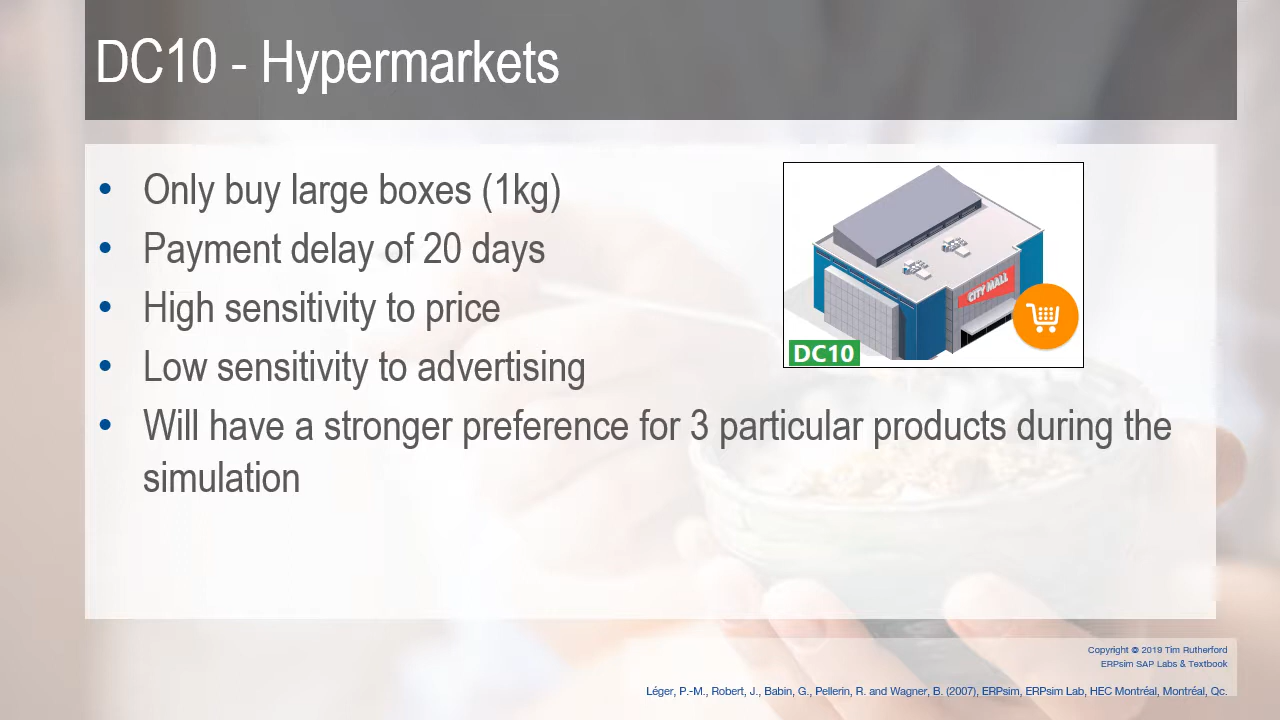 DC10 - Hypermarkets
• Only buy large boxes (1kg)
• Payment delay of 20 days
• High sensitivity to price
• Low sensitivity to advertising
• Will have a stronger preference for 3 particular products during the
simulation
CITY MALL
DC10
Copyright © 2019 Tim Rutherford
ERPsim SAP Labs & Textbook
Léger, P.-M., Robert, J., Babin, G., Pellerin, R. and Wagner, B. (2007), ERPsim, ERPsim Lab, HEC Montréal, Montréal, Qc.